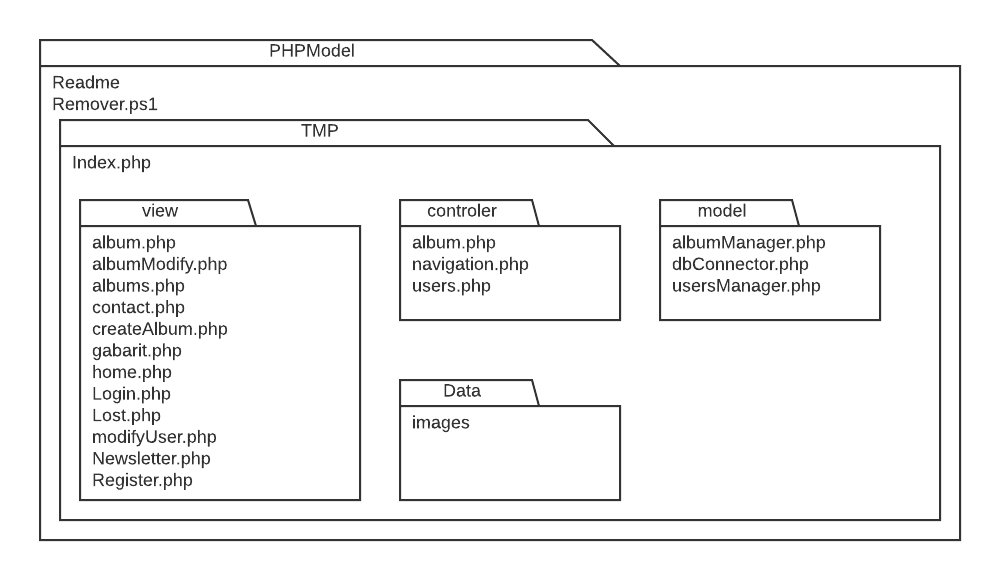 PHPModel
Readme
Remover.ps1
TMP
Index.php
view
album.php
albumModify.php
albums.php
contact.php
createAlbum.php
gabarit.php
home.php
Login.php
Lost.php
modifyUser.php
Newsletter.php
Register.php
controler
album.php
navigation.php
users.php
model
albumManager.php
dbConnector.php
usersManager.php
Data
images